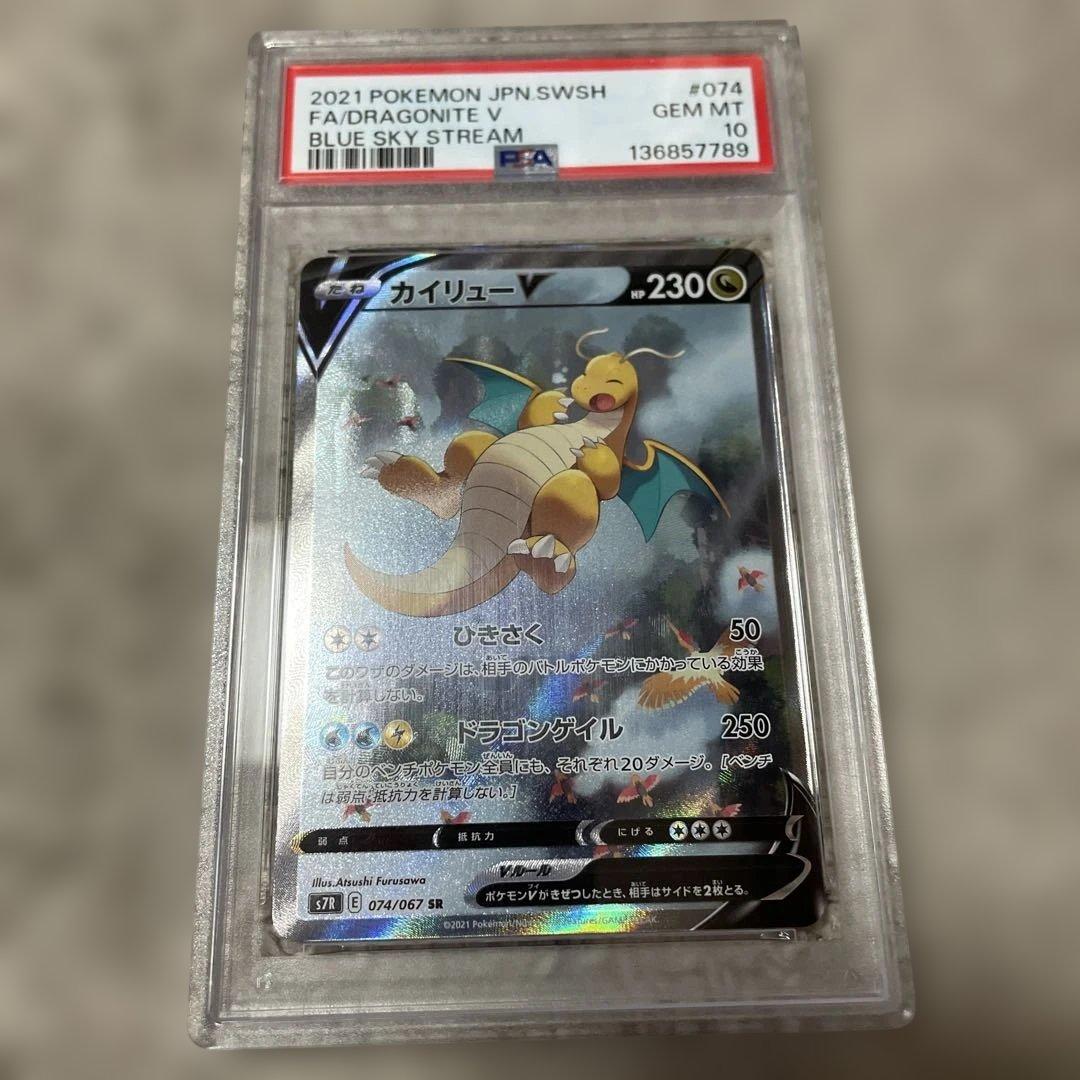 2021 POKEMON JPN.SWSH #074
FA/DRAGONITE V GEM MT
BLUE SKY STREAM 10
PSA 136857789
たね カイリューV HP230
ひきさく 50
このワザのダメージは、相手のバトルポケモンにかかっている効果
を計算しない。
ドラゴンゲイル 250
自分のベンチポケモン全員にも、それぞれ20ダメージ。[ベンチ
は弱点・抵抗力を計算しない。]
弱点 抵抗力 にげる
Illus.Atsushi Furusawa
Vルール
ポケモンVがきぜつしたとき、相手はサイドを2枚とる。
s7R E 074/067 SR
©2021 Pokémon/